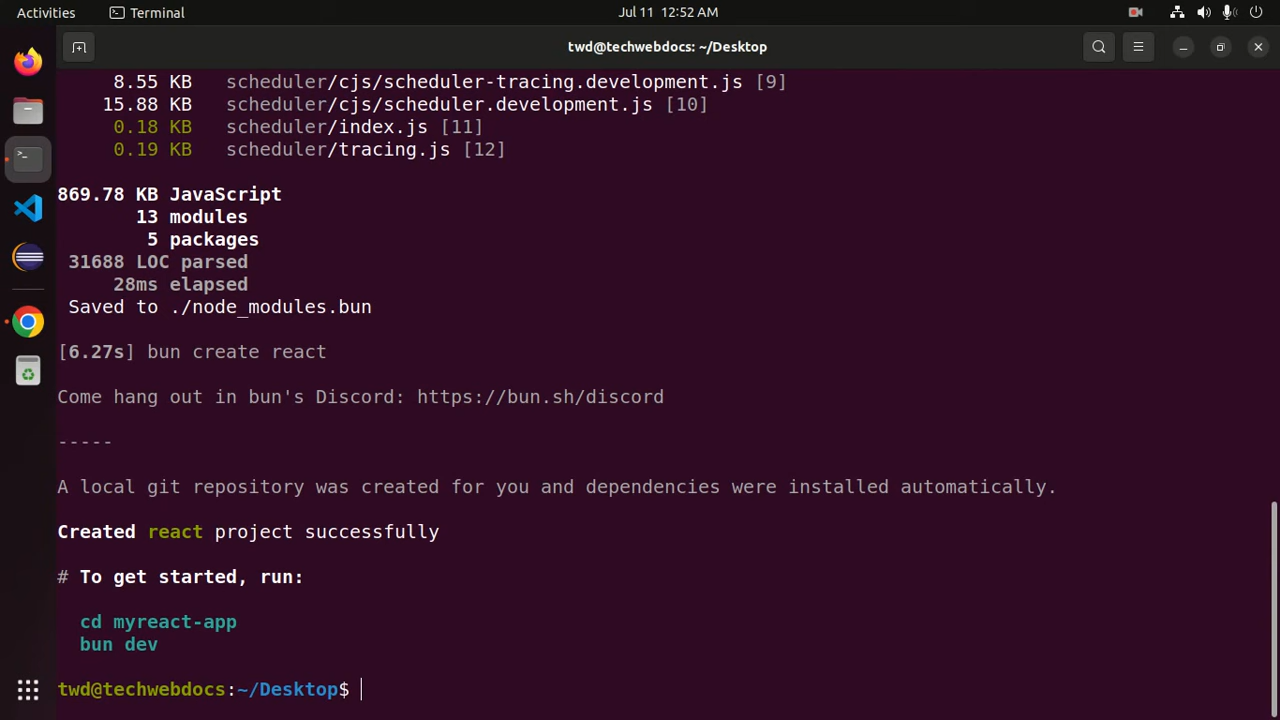 Activities
Terminal
Jul 11 12:52 AM
twd@techwebdocs: ~/Desktop
8.55 KB scheduler/cjs/scheduler-tracing.development.js [9]
15.88 KB scheduler/cjs/scheduler.development.js [10]
0.18 KB scheduler/index.js [11]
0.19 KB scheduler/tracing.js [12]
869.78 KB JavaScript
13 modules
5 packages
31688 LOC parsed
28ms elapsed
Saved to ./node_modules.bun
[6.27s] bun create react
Come hang out in bun's Discord: https://bun.sh/discord
-----
A local git repository was created for you and dependencies were installed automatically.
Created react project successfully
# To get started, run:
cd myreact-app
bun dev
twd@techwebdocs:~/Desktop$